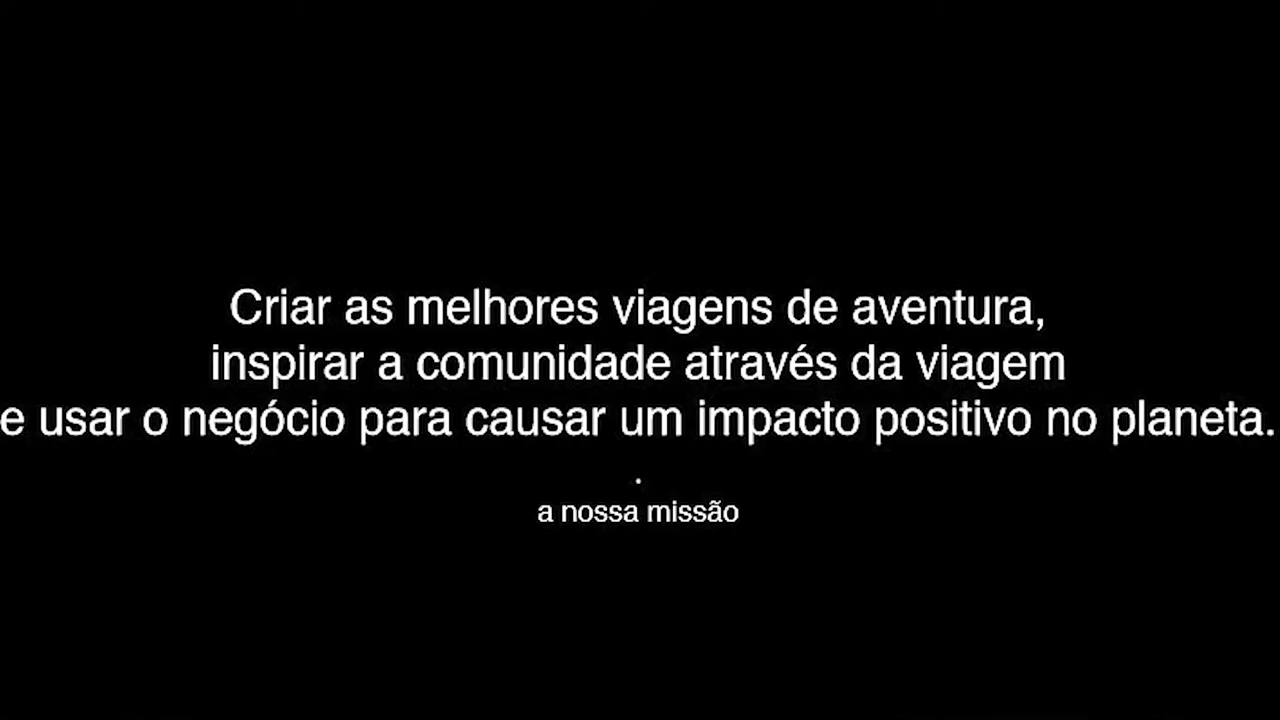 Criar as melhores viagens de aventura,
inspirar a comunidade através da viagem
e usar o negócio para causar um impacto positivo no planeta.
.
a nossa missão